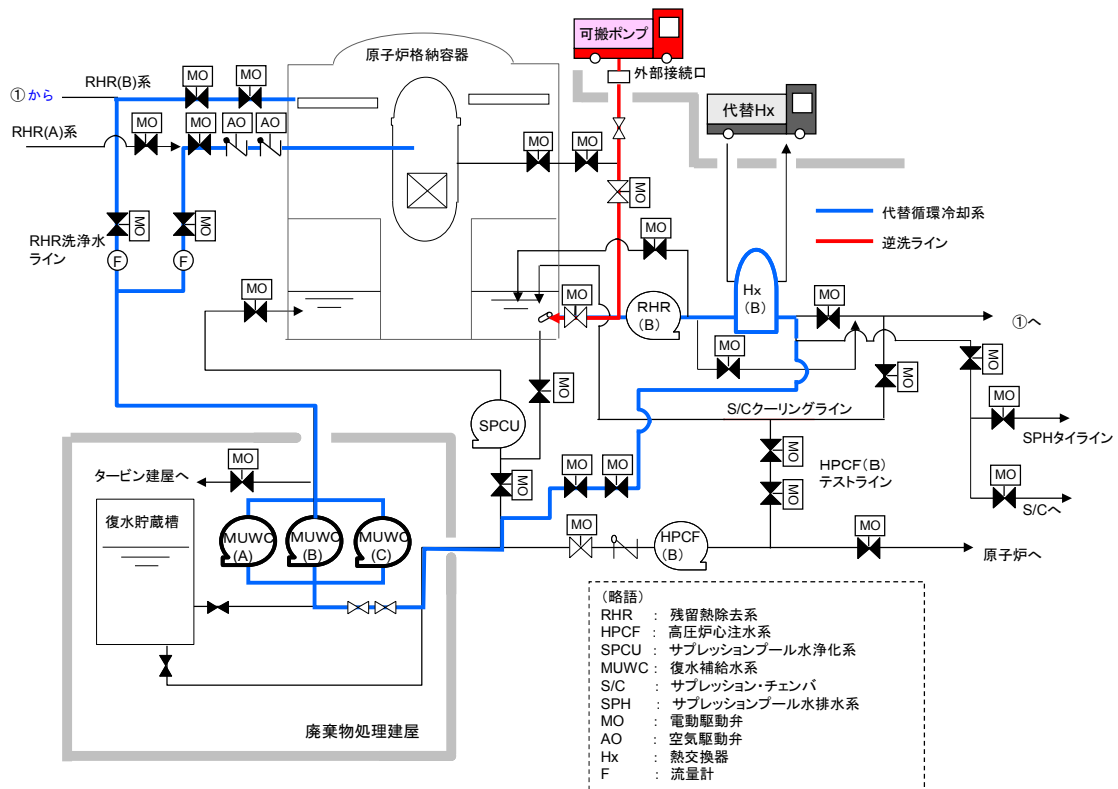 可搬ポンプ
外部接続口
原子炉格納容器
代替Hx
RHR(B)系
MO
MO
①から
RHR(A)系
MO
MO
AO
AO
MO
MO
MO
代替循環冷却系
逆洗ライン
MO
MO
RHR洗浄水
ライン
F
F
MO
MO
MO
RHR
(B)
Hx
(B)
MO
①へ
MO
MO
MO
MO
SPCU
S/Cクーリングライン
MO
SPHタイライン
MO
MO
HPCF(B)
テストライン
MO
MO
S/Cへ
タービン建屋へ
MO
MO
MO
MO
復水貯蔵槽
MUWC
(A)
MUWC
(B)
MUWC
(C)
MO
HPCF
(B)
MO
原子炉へ
廃棄物処理建屋
(略語)
RHR : 残留熱除去系
HPCF : 高圧炉心注水系
SPCU : サプレッションプール水浄化系
MUWC : 復水補給水系
S/C : サプレッション・チェンバ
SPH : サプレッションプール水排水系
MO : 電動駆動弁
AO : 空気駆動弁
Hx : 熱交換器
F : 流量計